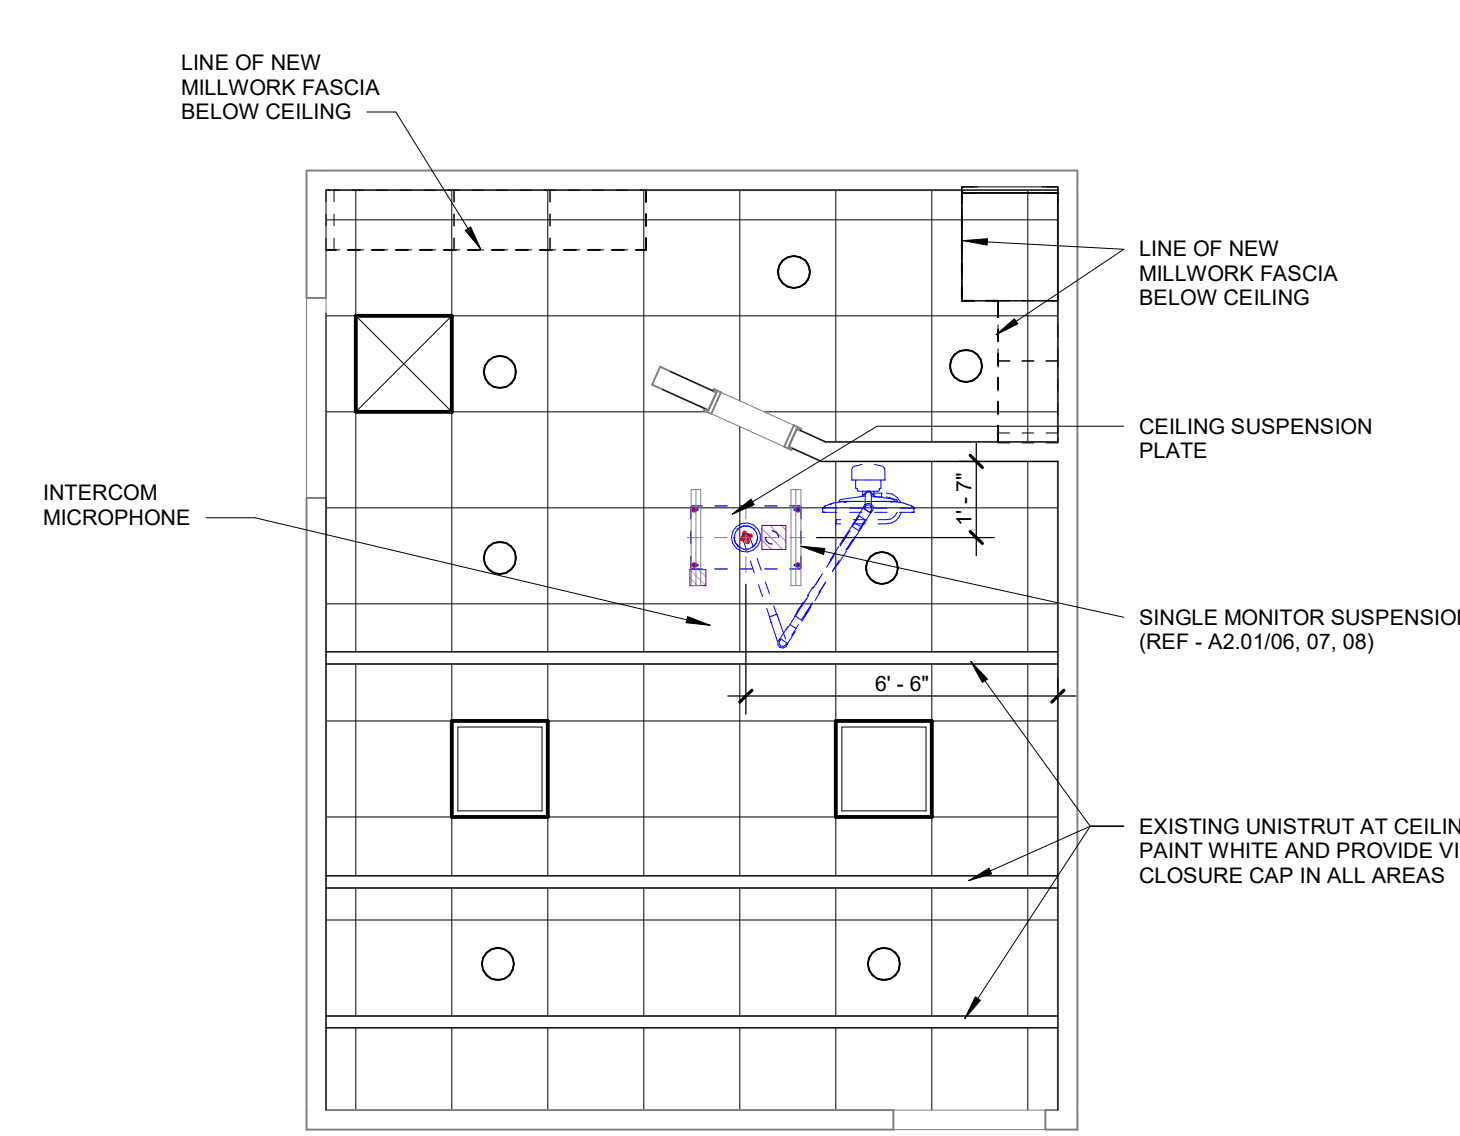 LINE OF NEW
MILLWORK FASCIA
BELOW CEILING
LINE OF NEW
MILLWORK FASCIA
BELOW CEILING
CEILING SUSPENSION
PLATE
1' - 7"
INTERCOM
MICROPHONE
SINGLE MONITOR SUSPENSION
(REF - A2.01/06, 07, 08)
6' - 6"
EXISTING UNISTRUT AT CEILIN
PAINT WHITE AND PROVIDE VI
CLOSURE CAP IN ALL AREAS